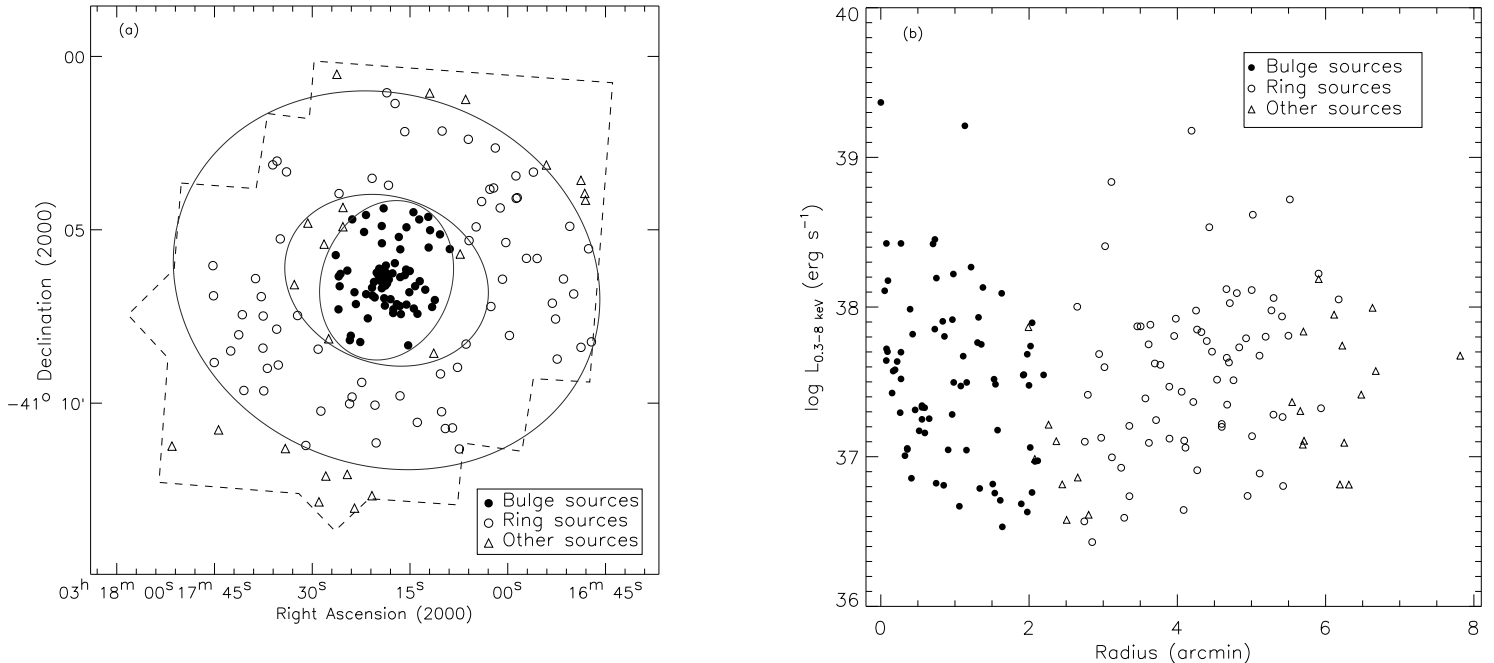 (a)
00
05
−41° 10'
Declination (2000)
Bulge sources
Ring sources
Other sources
03ʰ 18ᵐ 00ˢ 17ᵐ 45ˢ 30ˢ 15ˢ 00ˢ 16ᵐ 45ˢ
Right Ascension (2000)
(b)
40
39
38
37
36
log L0.3−8 keV (erg s⁻¹)
Bulge sources
Ring sources
Other sources
0 2 4 6 8
Radius (arcmin)